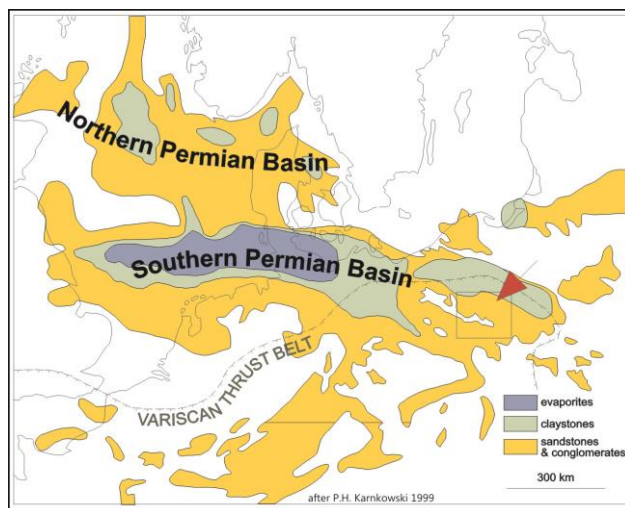 Northern Permian Basin
Southern Permian Basin
VARISCAN THRUST BELT
evaporites
claystones
sandstones
& conglomerates
300 km
after P.H. Karnkowski 1999